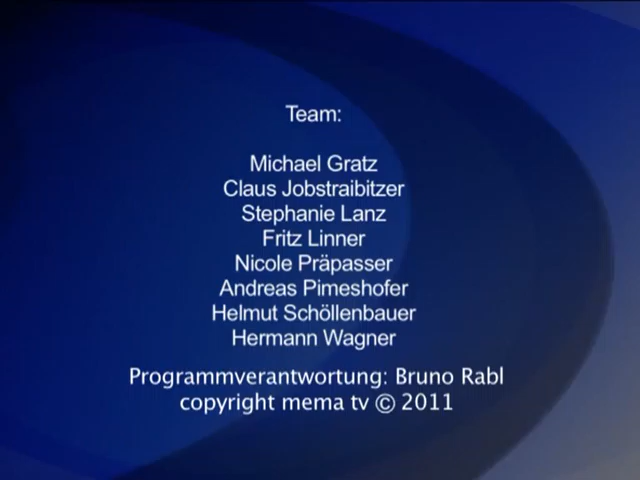 Team:
Michael Gratz
Claus Jobstraibitzer
Stephanie Lanz
Fritz Linner
Nicole Präpasser
Andreas Pimeshofer
Helmut Schöllenbauer
Hermann Wagner
Programmverantwortung: Bruno Rabl
copyright mema tv © 2011